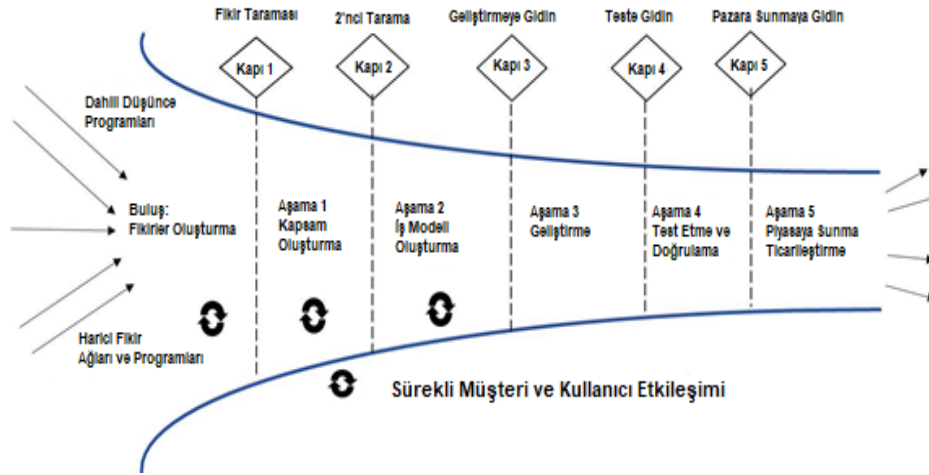 Fikir Taraması
2'nci Tarama
Geliştirmeye Gidin
Teste Gidin
Pazara Sunmaya Gidin
Kapı 1
Kapı 2
Kapı 3
Kapı 4
Kapı 5
Dahili Düşünce
Programları
Buluş:
Fikirler Oluşturma
Aşama 1
Kapsam
Oluşturma
Aşama 2
İş Modeli
Oluşturma
Aşama 3
Geliştirme
Aşama 4
Test Etme ve
Doğrulama
Aşama 5
Piyasaya Sunma
Ticarileştirme
Harici Fikir
Ağları ve Programları
Sürekli Müşteri ve Kullanıcı Etkileşimi